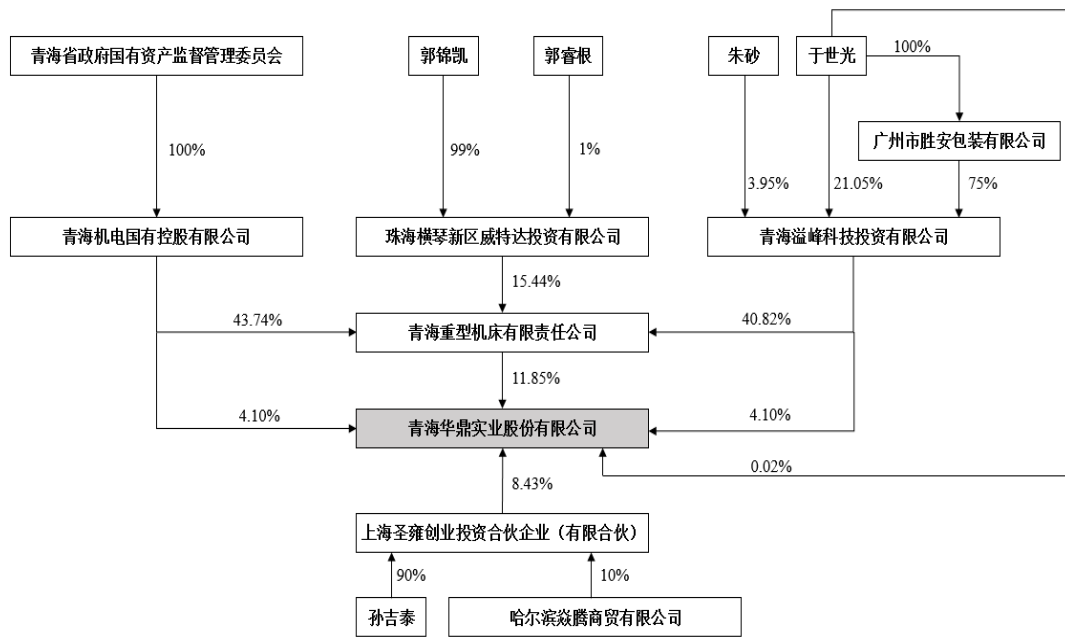 青海省政府国有资产监督管理委员会
郭锦凯
郭睿根
朱砂
于世光
100%
广州市胜安包装有限公司
100%
99%
1%
3.95%
21.05%
75%
青海机电国有控股有限公司
珠海横琴新区威特达投资有限公司
青海溢峰科技投资有限公司
15.44%
43.74%
青海重型机床有限责任公司
40.82%
11.85%
4.10%
青海华鼎实业股份有限公司
4.10%
0.02%
8.43%
上海圣雍创业投资合伙企业（有限合伙）
90%
10%
孙吉泰
哈尔滨焱腾商贸有限公司